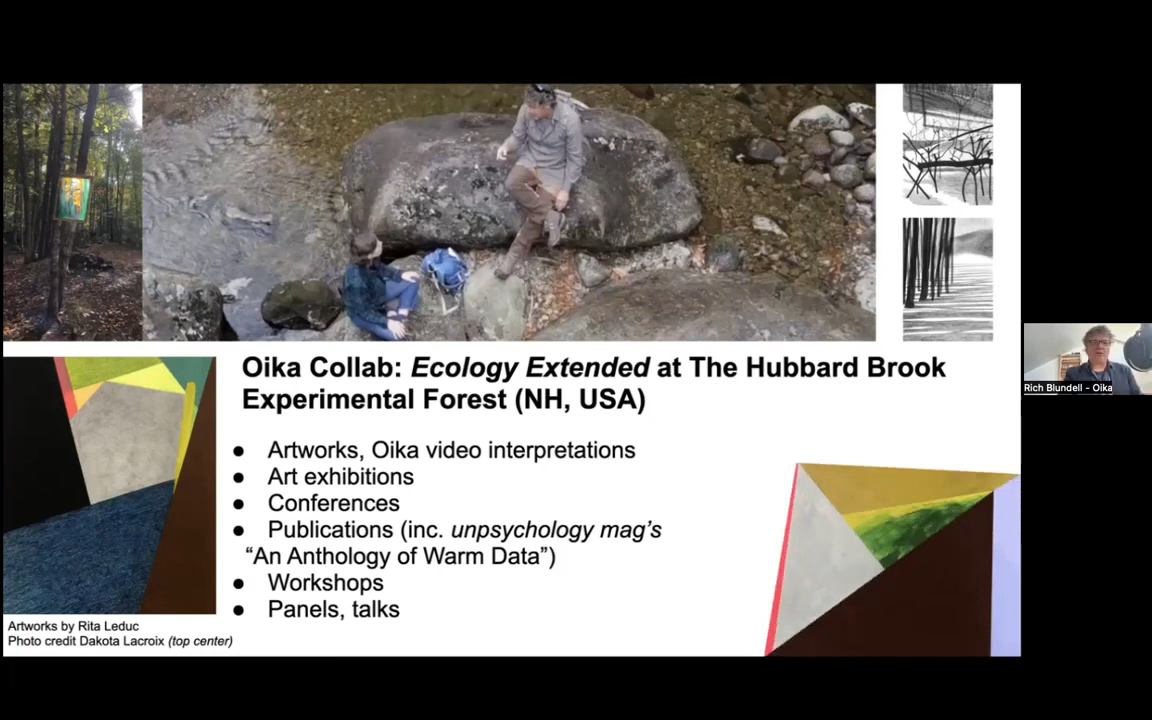 Oika Collab: Ecology Extended at The Hubbard Brook
Experimental Forest (NH, USA)
● Artworks, Oika video interpretations
● Art exhibitions
● Conferences
● Publications (inc. unpsychology mag's
“An Anthology of Warm Data”)
● Workshops
● Panels, talks
Artworks by Rita Leduc
Photo credit Dakota Lacroix (top center)
Rich Blundell - Oika